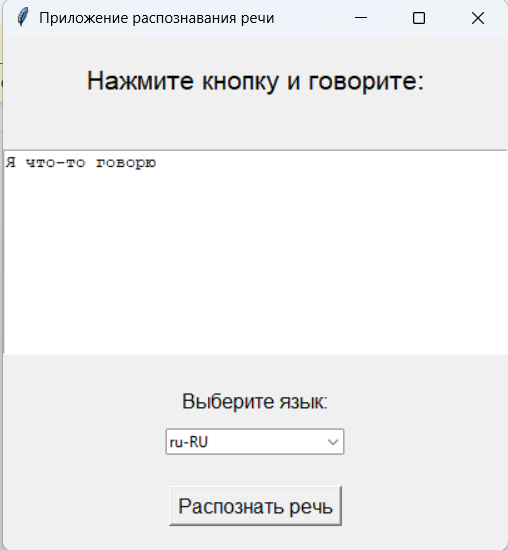 Приложение распознавания речи
Нажмите кнопку и говорите:
Я что-то говорю
Выберите язык:
ru-RU
Распознать речь